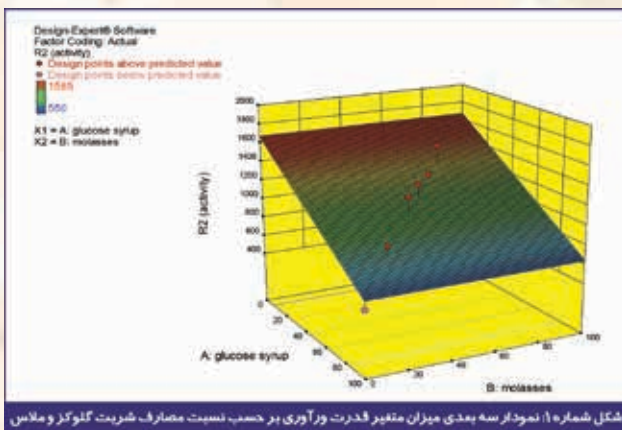 Design-Expert® Software
Factor Coding: Actual
R2 (activity)
Design points above predicted value
Design points below predicted value
1585
550
X1 = A: glucose syrup
X2 = B: molasses
R2 (activity)
2000
1800
1600
1400
1200
1000
800
600
400
0
20
40
60
80
100
A: glucose syrup
0
20
40
60
80
100
B: molasses
شکل شماره ۱: نمودار سه بعدی میزان متغیر قدرت ورآوری بر حسب نسبت مصارف شربت گلوکز و ملاس